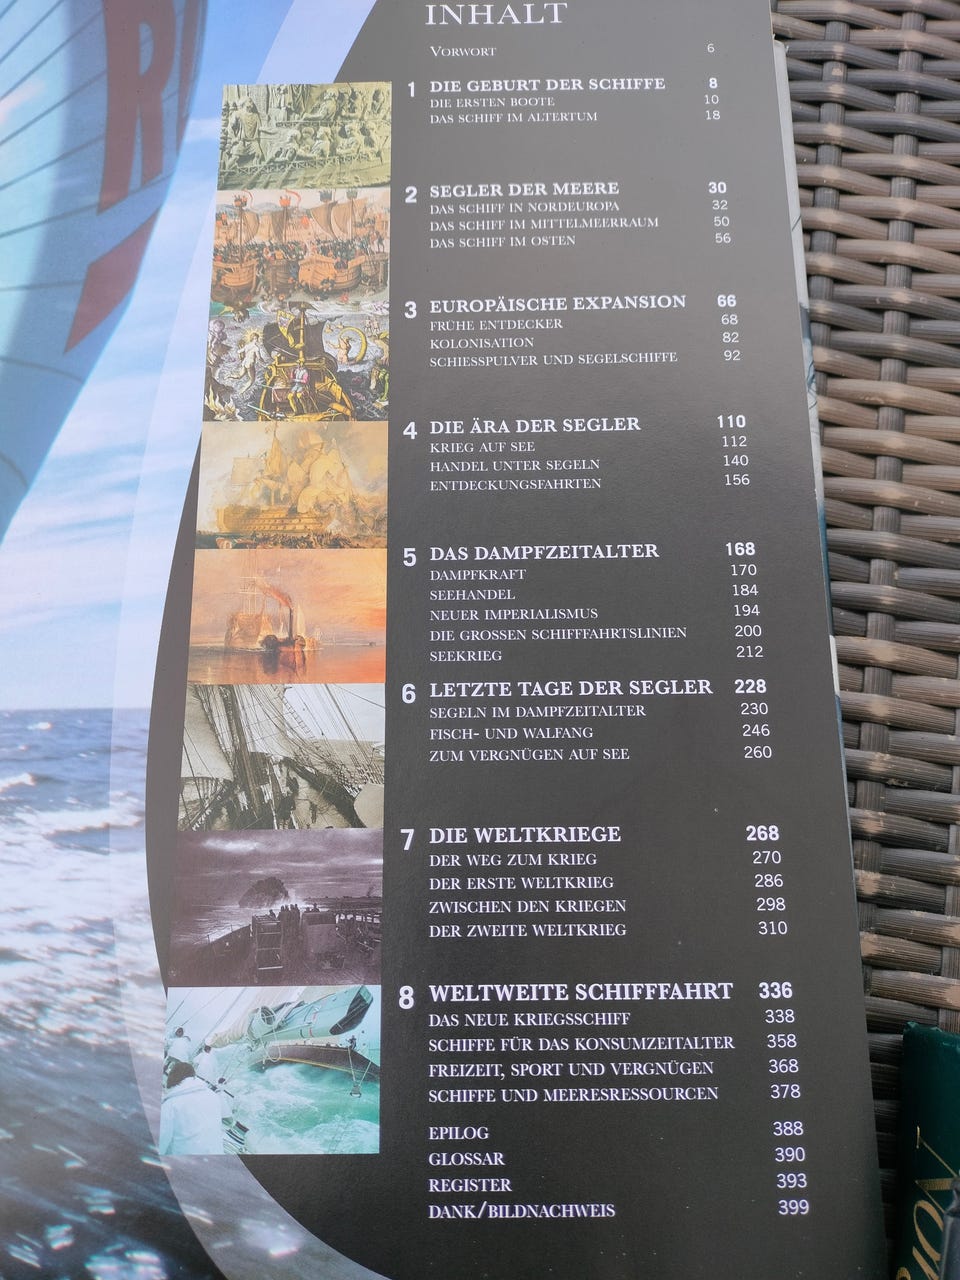 INHALT
VORWORT 6
1 DIE GEBURT DER SCHIFFE 8
DIE ERSTEN BOOTE 10
DAS SCHIFF IM ALTERTUM 18
2 SEGLER DER MEERE 30
DAS SCHIFF IN NORDEUROPA 32
DAS SCHIFF IM MITTELMEERRAUM 50
DAS SCHIFF IM OSTEN 56
3 EUROPÄISCHE EXPANSION 66
FRÜHE ENTDECKER 68
KOLONISATION 82
SCHIESSPULVER UND SEGELSCHIFFE 92
4 DIE ÄRA DER SEGLER 110
KRIEG AUF SEE 112
HANDEL UNTER SEGELN 140
ENTDECKUNGSFAHRTEN 156
5 DAS DAMPFZEITALTER 168
DAMPFKRAFT 170
SEEHANDEL 184
NEUER IMPERIALISMUS 194
DIE GROSSEN SCHIFFFAHRTSLINIEN 200
SEEKRIEG 212
6 LETZTE TAGE DER SEGLER 228
SEGELN IM DAMPFZEITALTER 230
FISCH- UND WALFANG 246
ZUM VERGNÜGEN AUF SEE 260
7 DIE WELTKRIEGE 268
DER WEG ZUM KRIEG 270
DER ERSTE WELTKRIEG 286
ZWISCHEN DEN KRIEGEN 298
DER ZWEITE WELTKRIEG 310
8 WELTWEITE SCHIFFFAHRT 336
DAS NEUE KRIEGSSCHIFF 338
SCHIFFE FÜR DAS KONSUMZEITALTER 358
FREIZEIT, SPORT UND VERGNÜGEN 368
SCHIFFE UND MEERESRESSOURCEN 378
EPILOG 388
GLOSSAR 390
REGISTER 393
DANK/BILDNACHWEIS 399